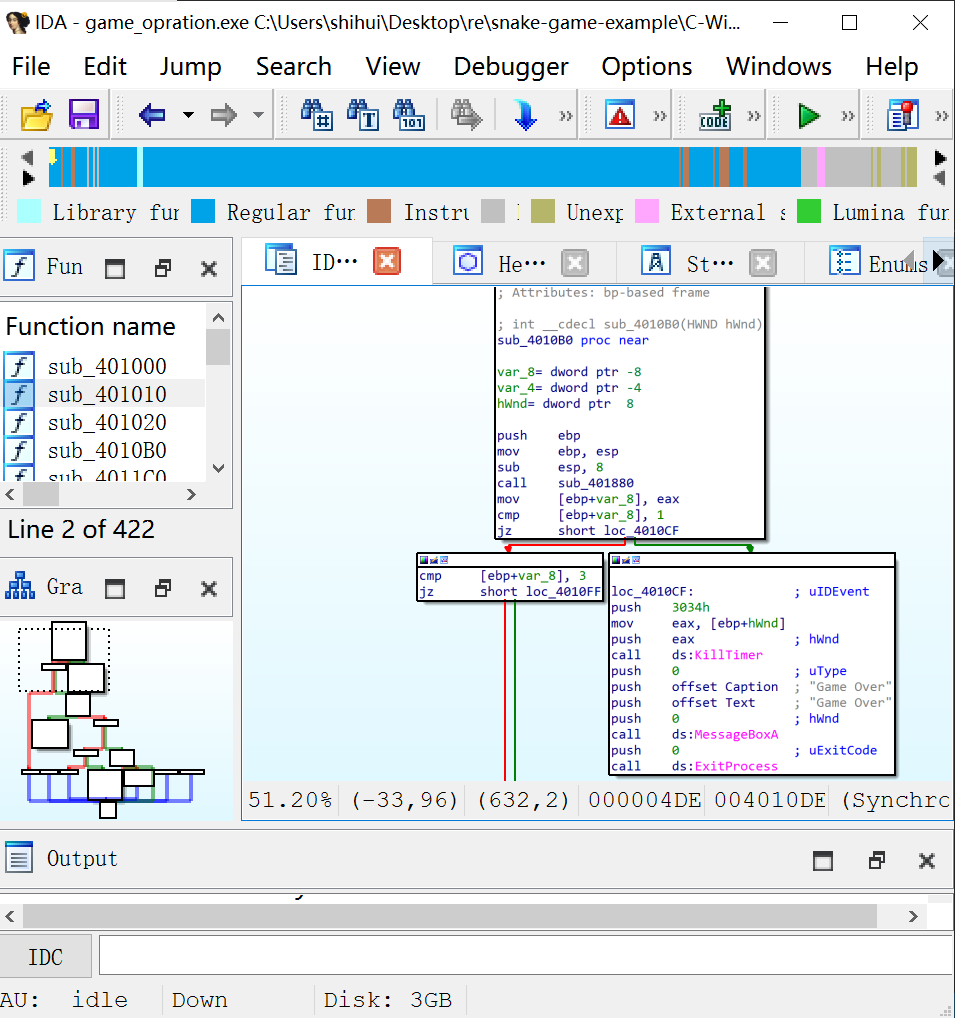 IDA - game_opration.exe C:\Users\shihui\Desktop\re\snake-game-example\C-Wi...
File Edit Jump Search View Debugger Options Windows Help
Library fun Regular fun Instru Unexp External s Lumina fun
Fun
ID… He… St… Enums
Function name
sub_401000
sub_401010
sub_401020
sub_4010B0
sub_4011C0
Line 2 of 422
Gra
; Attributes: bp-based frame
; int __cdecl sub_4010B0(HWND hWnd)
sub_4010B0 proc near
var_8= dword ptr -8
var_4= dword ptr -4
hWnd= dword ptr  8
push    ebp
mov     ebp, esp
sub     esp, 8
call    sub_401880
mov     [ebp+var_8], eax
cmp     [ebp+var_8], 1
jz      short loc_4010CF
cmp     [ebp+var_8], 3
jz      short loc_4010FF
loc_4010CF:             ; uIDEvent
push    3034h
mov     eax, [ebp+hWnd]
push    eax             ; hWnd
call    ds:KillTimer
push    0               ; uType
push    offset Caption  ; "Game Over"
push    offset Text     ; "Game Over"
push    0               ; hWnd
call    ds:MessageBoxA
push    0               ; uExitCode
call    ds:ExitProcess
51.20% (-33,96) (632,2) 000004DE 004010DE (Synchro
Output
IDC
AU: idle Down Disk: 3GB